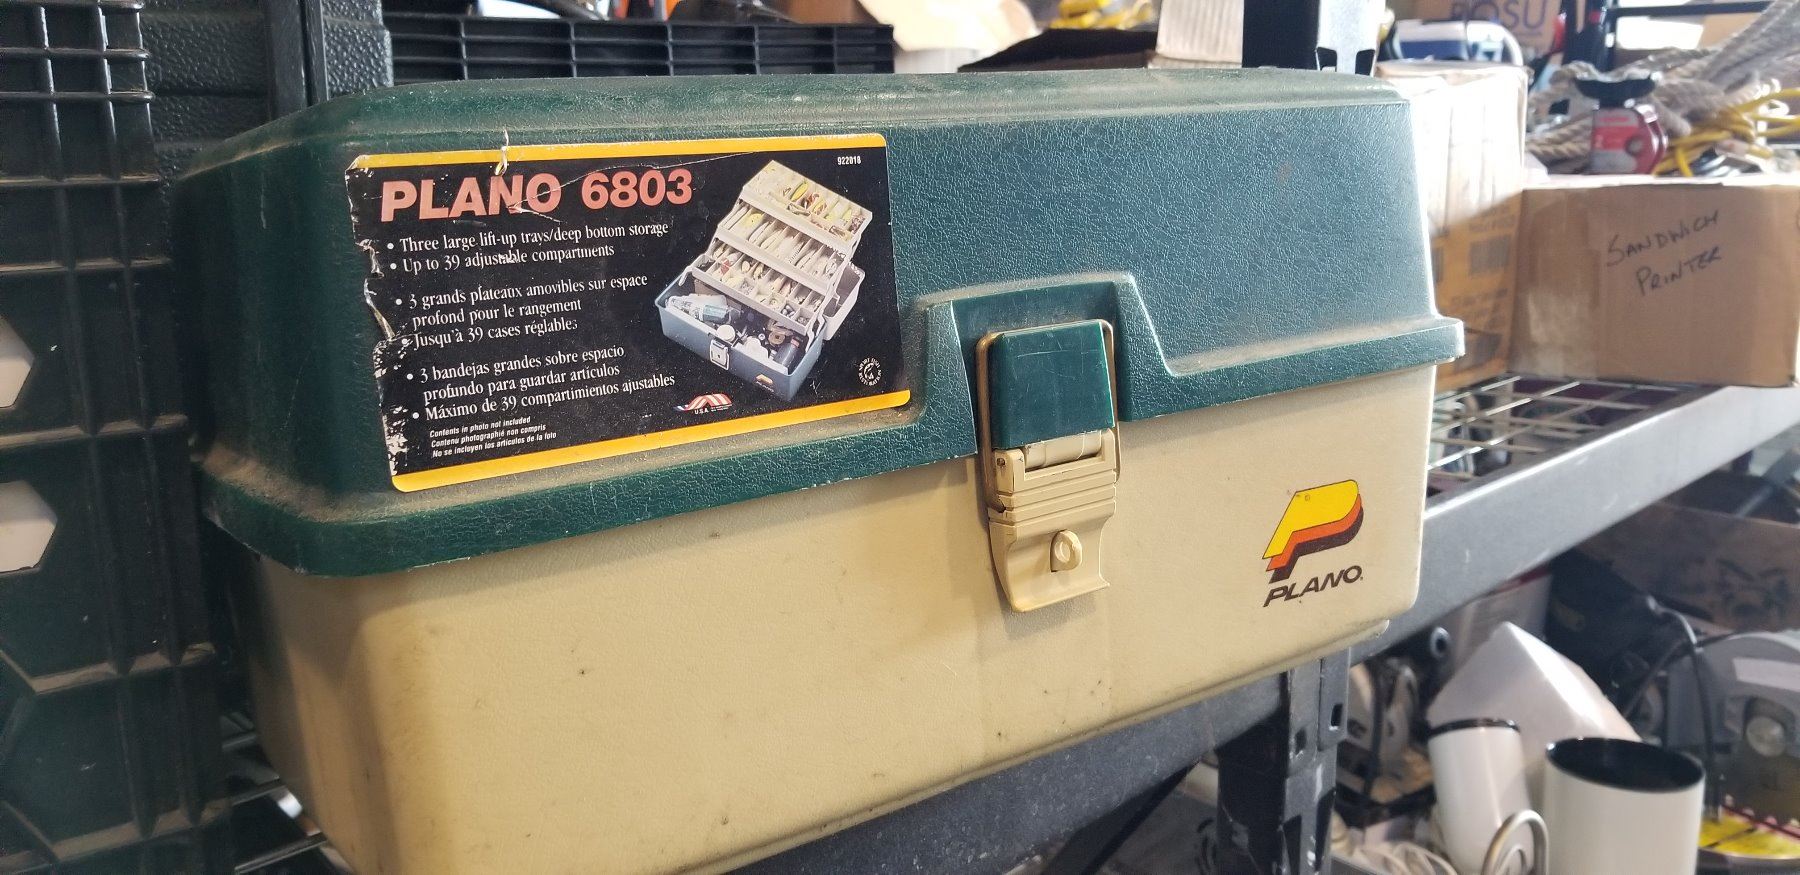 922018
PLANO 6803
• Three large lift-up trays/deep bottom storage
• Up to 39 adjustable compartments
• 3 grands plateaux amovibles sur espace
profond pour le rangement
• Jusqu'à 39 cases réglables
• 3 bandejas grandes sobre espacio
profundo para guardar artículos
• Máximo de 39 compartimientos ajustables
Contents in photo not included
Contenu photographié non compris
No se incluyen los artículos de la foto
U.S.A
PLANO
SANDWICH
PRINTER
BOSU